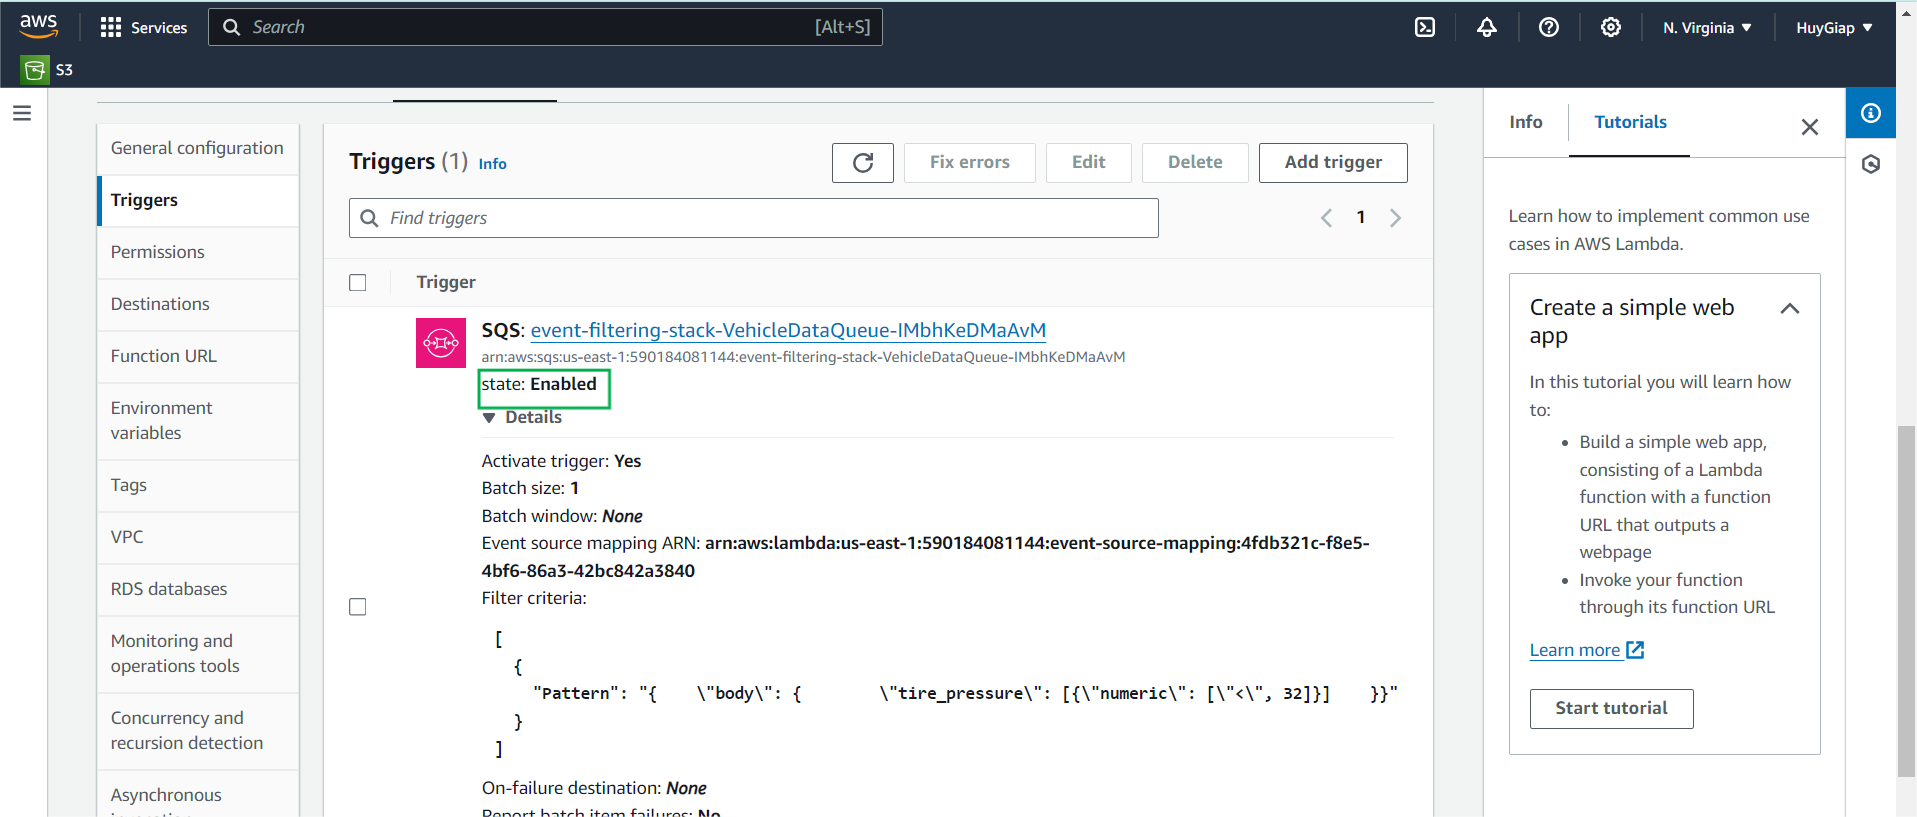 aws
Services
Search
[Alt+S]
N. Virginia
HuyGiap
S3
General configuration
Triggers
Permissions
Destinations
Function URL
Environment
variables
Tags
VPC
RDS databases
Monitoring and
operations tools
Concurrency and
recursion detection
Asynchronous
Triggers (1) Info
Fix errors
Edit
Delete
Add trigger
Find triggers
1
Trigger
SQS: event-filtering-stack-VehicleDataQueue-IMbhKeDMaAvM
arn:aws:sqs:us-east-1:590184081144:event-filtering-stack-VehicleDataQueue-IMbhKeDMaAvM
state: Enabled
Details
Activate trigger: Yes
Batch size: 1
Batch window: None
Event source mapping ARN: arn:aws:lambda:us-east-1:590184081144:event-source-mapping:4fdb321c-f8e5-
4bf6-86a3-42bc842a3840
Filter criteria:
[
{
"Pattern": "{    \"body\": {        \"tire_pressure\": [{\"numeric\": [\"<\", 32]}]    }}"
}
]
On-failure destination: None
Report batch item failures: No
Info
Tutorials
Learn how to implement common use
cases in AWS Lambda.
Create a simple web
app
In this tutorial you will learn how
to:
• Build a simple web app,
consisting of a Lambda
function with a function
URL that outputs a
webpage
• Invoke your function
through its function URL
Learn more
Start tutorial